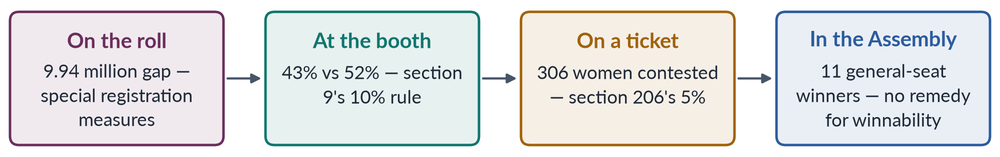 On the roll
9.94 million gap —
special registration
measures
At the booth
43% vs 52% — section
9's 10% rule
On a ticket
306 women contested
— section 206's 5%
In the Assembly
11 general-seat
winners — no remedy
for winnability